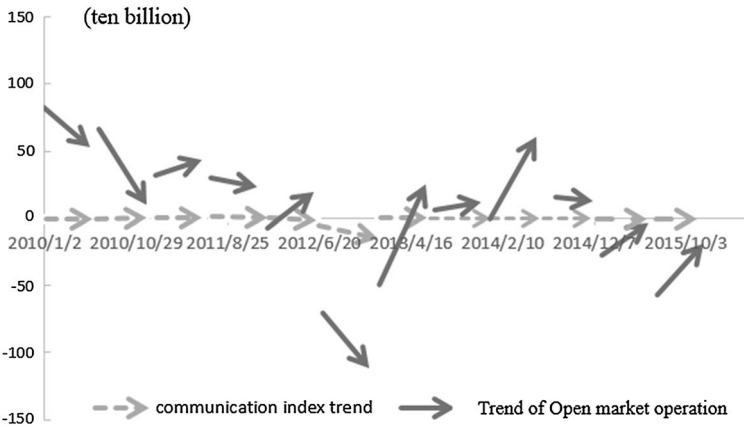 (ten billion)
150
100
50
0
2010/1/2 2010/10/29 2011/8/25 2012/6/20 2013/4/16 2014/2/10 2014/12/7 2015/10/3
-50
-100
-150
communication index trend Trend of Open market operation